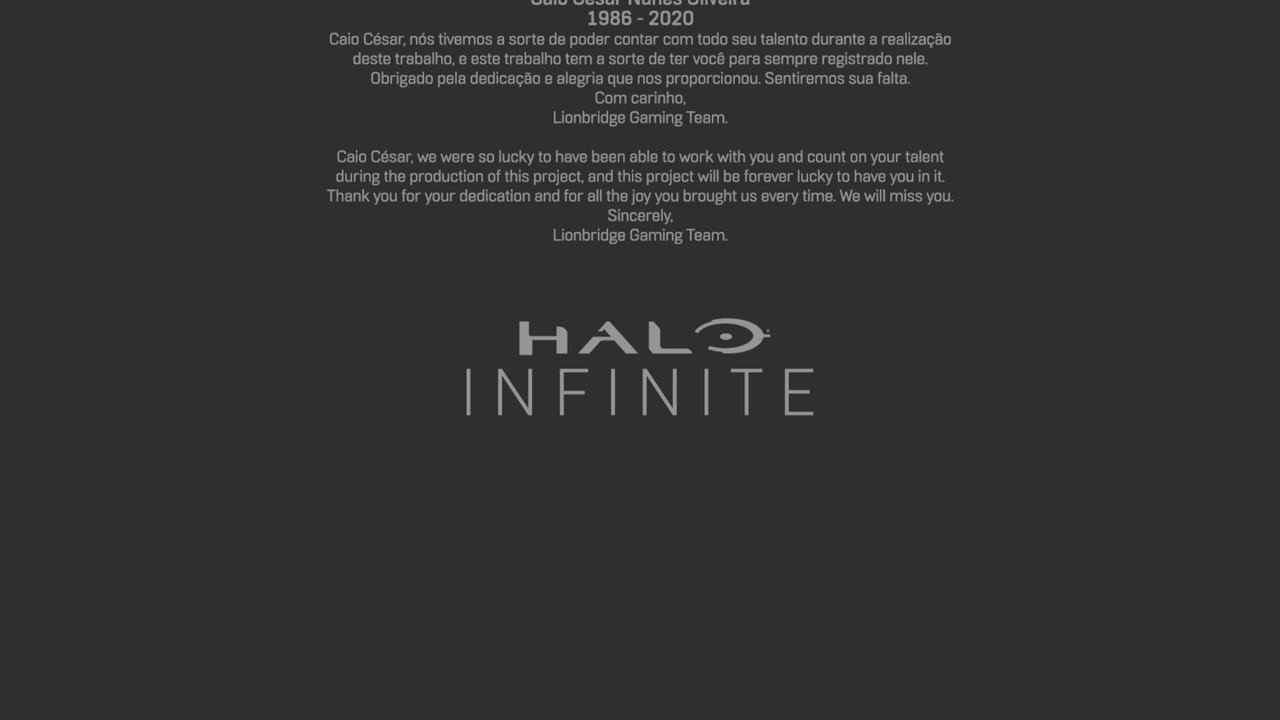 Caio César Nunes Oliveira
1986 - 2020
Caio César, nós tivemos a sorte de poder contar com todo seu talento durante a realização
deste trabalho, e este trabalho tem a sorte de ter você para sempre registrado nele.
Obrigado pela dedicação e alegria que nos proporcionou. Sentiremos sua falta.
Com carinho,
Lionbridge Gaming Team.
Caio César, we were so lucky to have been able to work with you and count on your talent
during the production of this project, and this project will be forever lucky to have you in it.
Thank you for your dedication and for all the joy you brought us every time. We will miss you.
Sincerely,
Lionbridge Gaming Team.
HALO
INFINITE